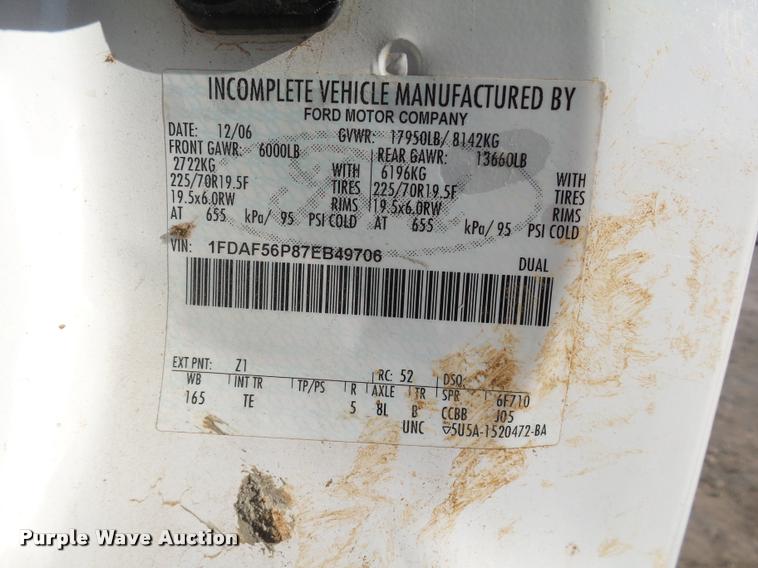 INCOMPLETE VEHICLE MANUFACTURED BY
FORD MOTOR COMPANY
DATE: 12/06 GVWR: 17950LB/ 8142KG
FRONT GAWR: 6000LB REAR GAWR: 13660LB
2722KG WITH 6196KG WITH
225/70R19.5F TIRES 225/70R19.5F TIRES
19.5x6.0RW RIMS 19.5x6.0RW RIMS
AT 655 kPa/ 95 PSI COLD AT 655 kPa/ 95 PSI COLD
VIN: 1FDAF56P87EB49706 DUAL
EXT PNT: Z1 RC: 52 DSO:
WB INT TR TP/PS R AXLE TR SPR 6F710
165 TE 5 8L B CCBB J05
UNC ▽5U5A-1520472-BA
Purple Wave Auction